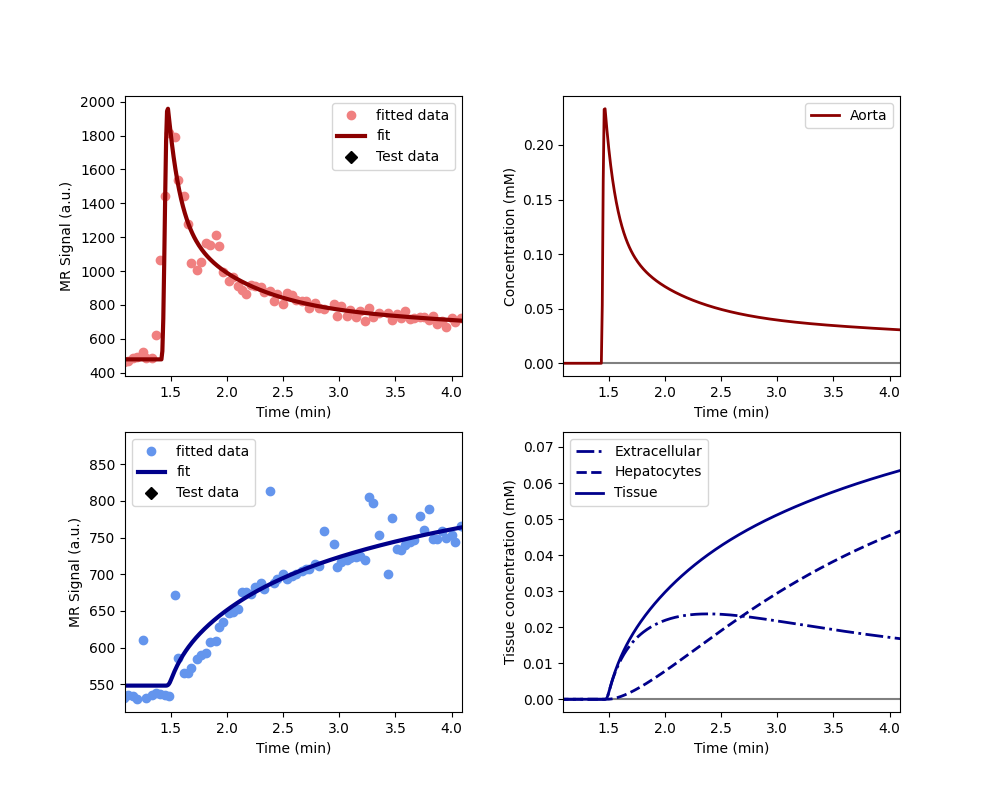 2000
1800
1600
1400
1200
1000
800
600
400
MR Signal (a.u.)
fitted data
fit
Test data
1.5 2.0 2.5 3.0 3.5 4.0
Time (min)
0.20
0.15
0.10
0.05
0.00
Concentration (mM)
Aorta
1.5 2.0 2.5 3.0 3.5 4.0
Time (min)
850
800
750
700
650
600
550
MR Signal (a.u.)
fitted data
fit
Test data
1.5 2.0 2.5 3.0 3.5 4.0
Time (min)
0.07
0.06
0.05
0.04
0.03
0.02
0.01
0.00
Tissue concentration (mM)
Extracellular
Hepatocytes
Tissue
1.5 2.0 2.5 3.0 3.5 4.0
Time (min)